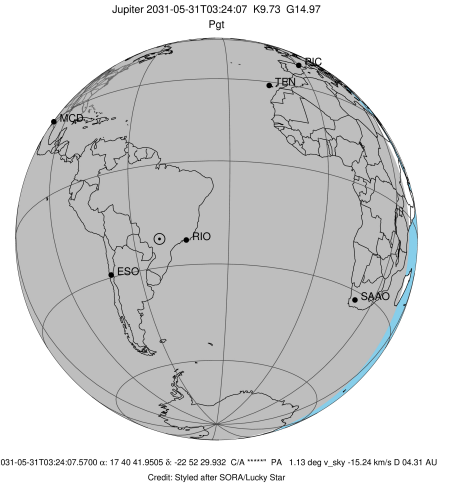 Jupiter 2031-05-31T03:24:07 K9.73 G14.97
Pgt
PIC
TEN
MCD
RIO
ESO
SAAO
031-05-31T03:24:07.5700 α: 17 40 41.9505 δ: -22 52 29.932 C/A *****" PA 1.13 deg v_sky -15.24 km/s D 04.31 AU
Credit: Styled after SORA/Lucky Star